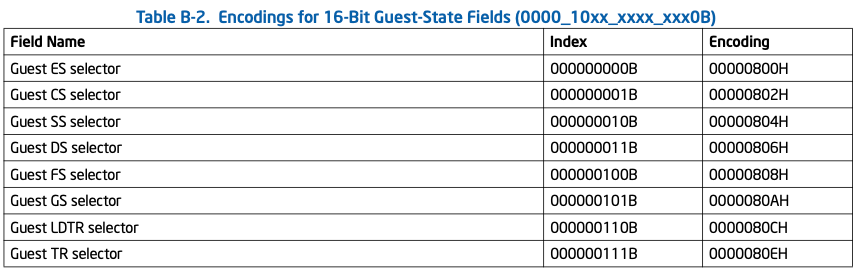 Table B-2. Encodings for 16-Bit Guest-State Fields (0000_10xx_xxxx_xxx0B)
Field Name Index Encoding
Guest ES selector 000000000B 00000800H
Guest CS selector 000000001B 00000802H
Guest SS selector 000000010B 00000804H
Guest DS selector 000000011B 00000806H
Guest FS selector 000000100B 00000808H
Guest GS selector 000000101B 0000080AH
Guest LDTR selector 000000110B 0000080CH
Guest TR selector 000000111B 0000080EH